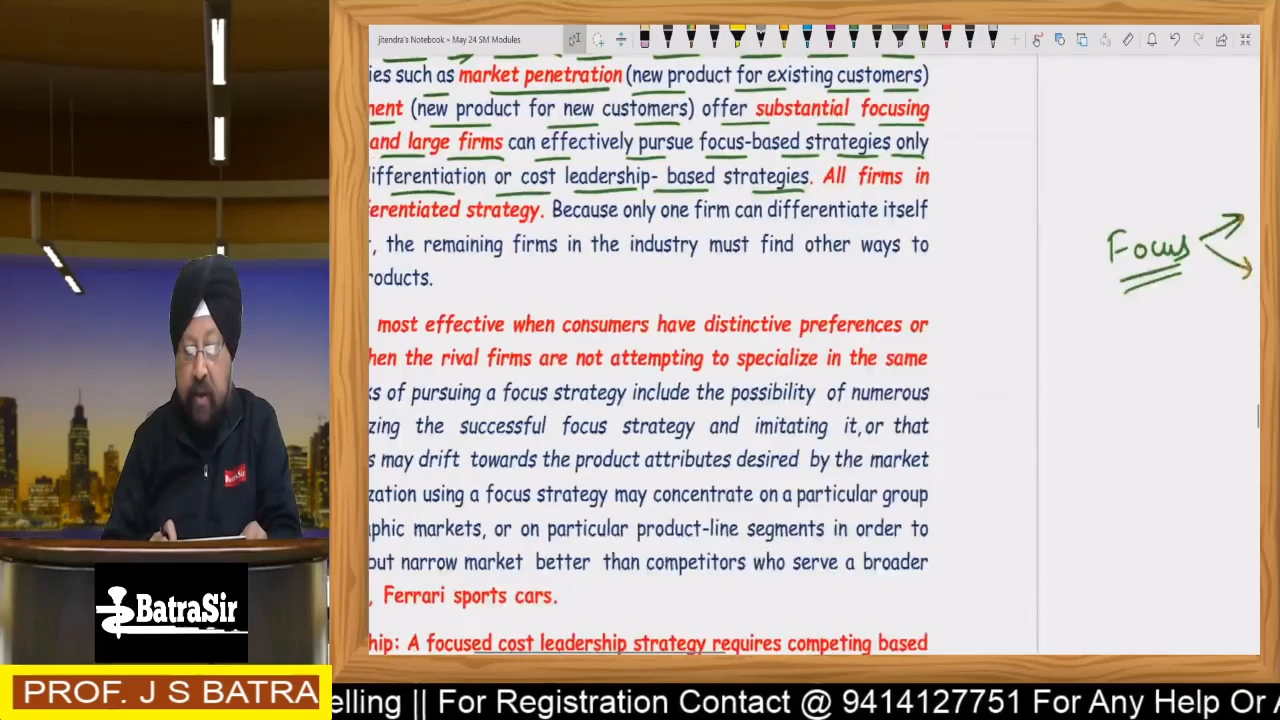 jitendra's Notebook » May 24 SM Modules
ies such as market penetration (new product for existing customers)
ment (new product for new customers) offer substantial focusing
and large firms can effectively pursue focus-based strategies only
ifferentiation or cost leadership- based strategies. All firms in
ferentiated strategy. Because only one firm can differentiate itself
, the remaining firms in the industry must find other ways to
roducts.
Focus
most effective when consumers have distinctive preferences or
hen the rival firms are not attempting to specialize in the same
ks of pursuing a focus strategy include the possibility of numerous
zing the successful focus strategy and imitating it, or that
s may drift towards the product attributes desired by the market
zation using a focus strategy may concentrate on a particular group
aphic markets, or on particular product-line segments in order to
but narrow market better than competitors who serve a broader
, Ferrari sports cars.
hip: A focused cost leadership strategy requires competing based
BatraSir
BatraSir
PROF. J S BATRA
elling || For Registration Contact @ 9414127751 For Any Help Or A